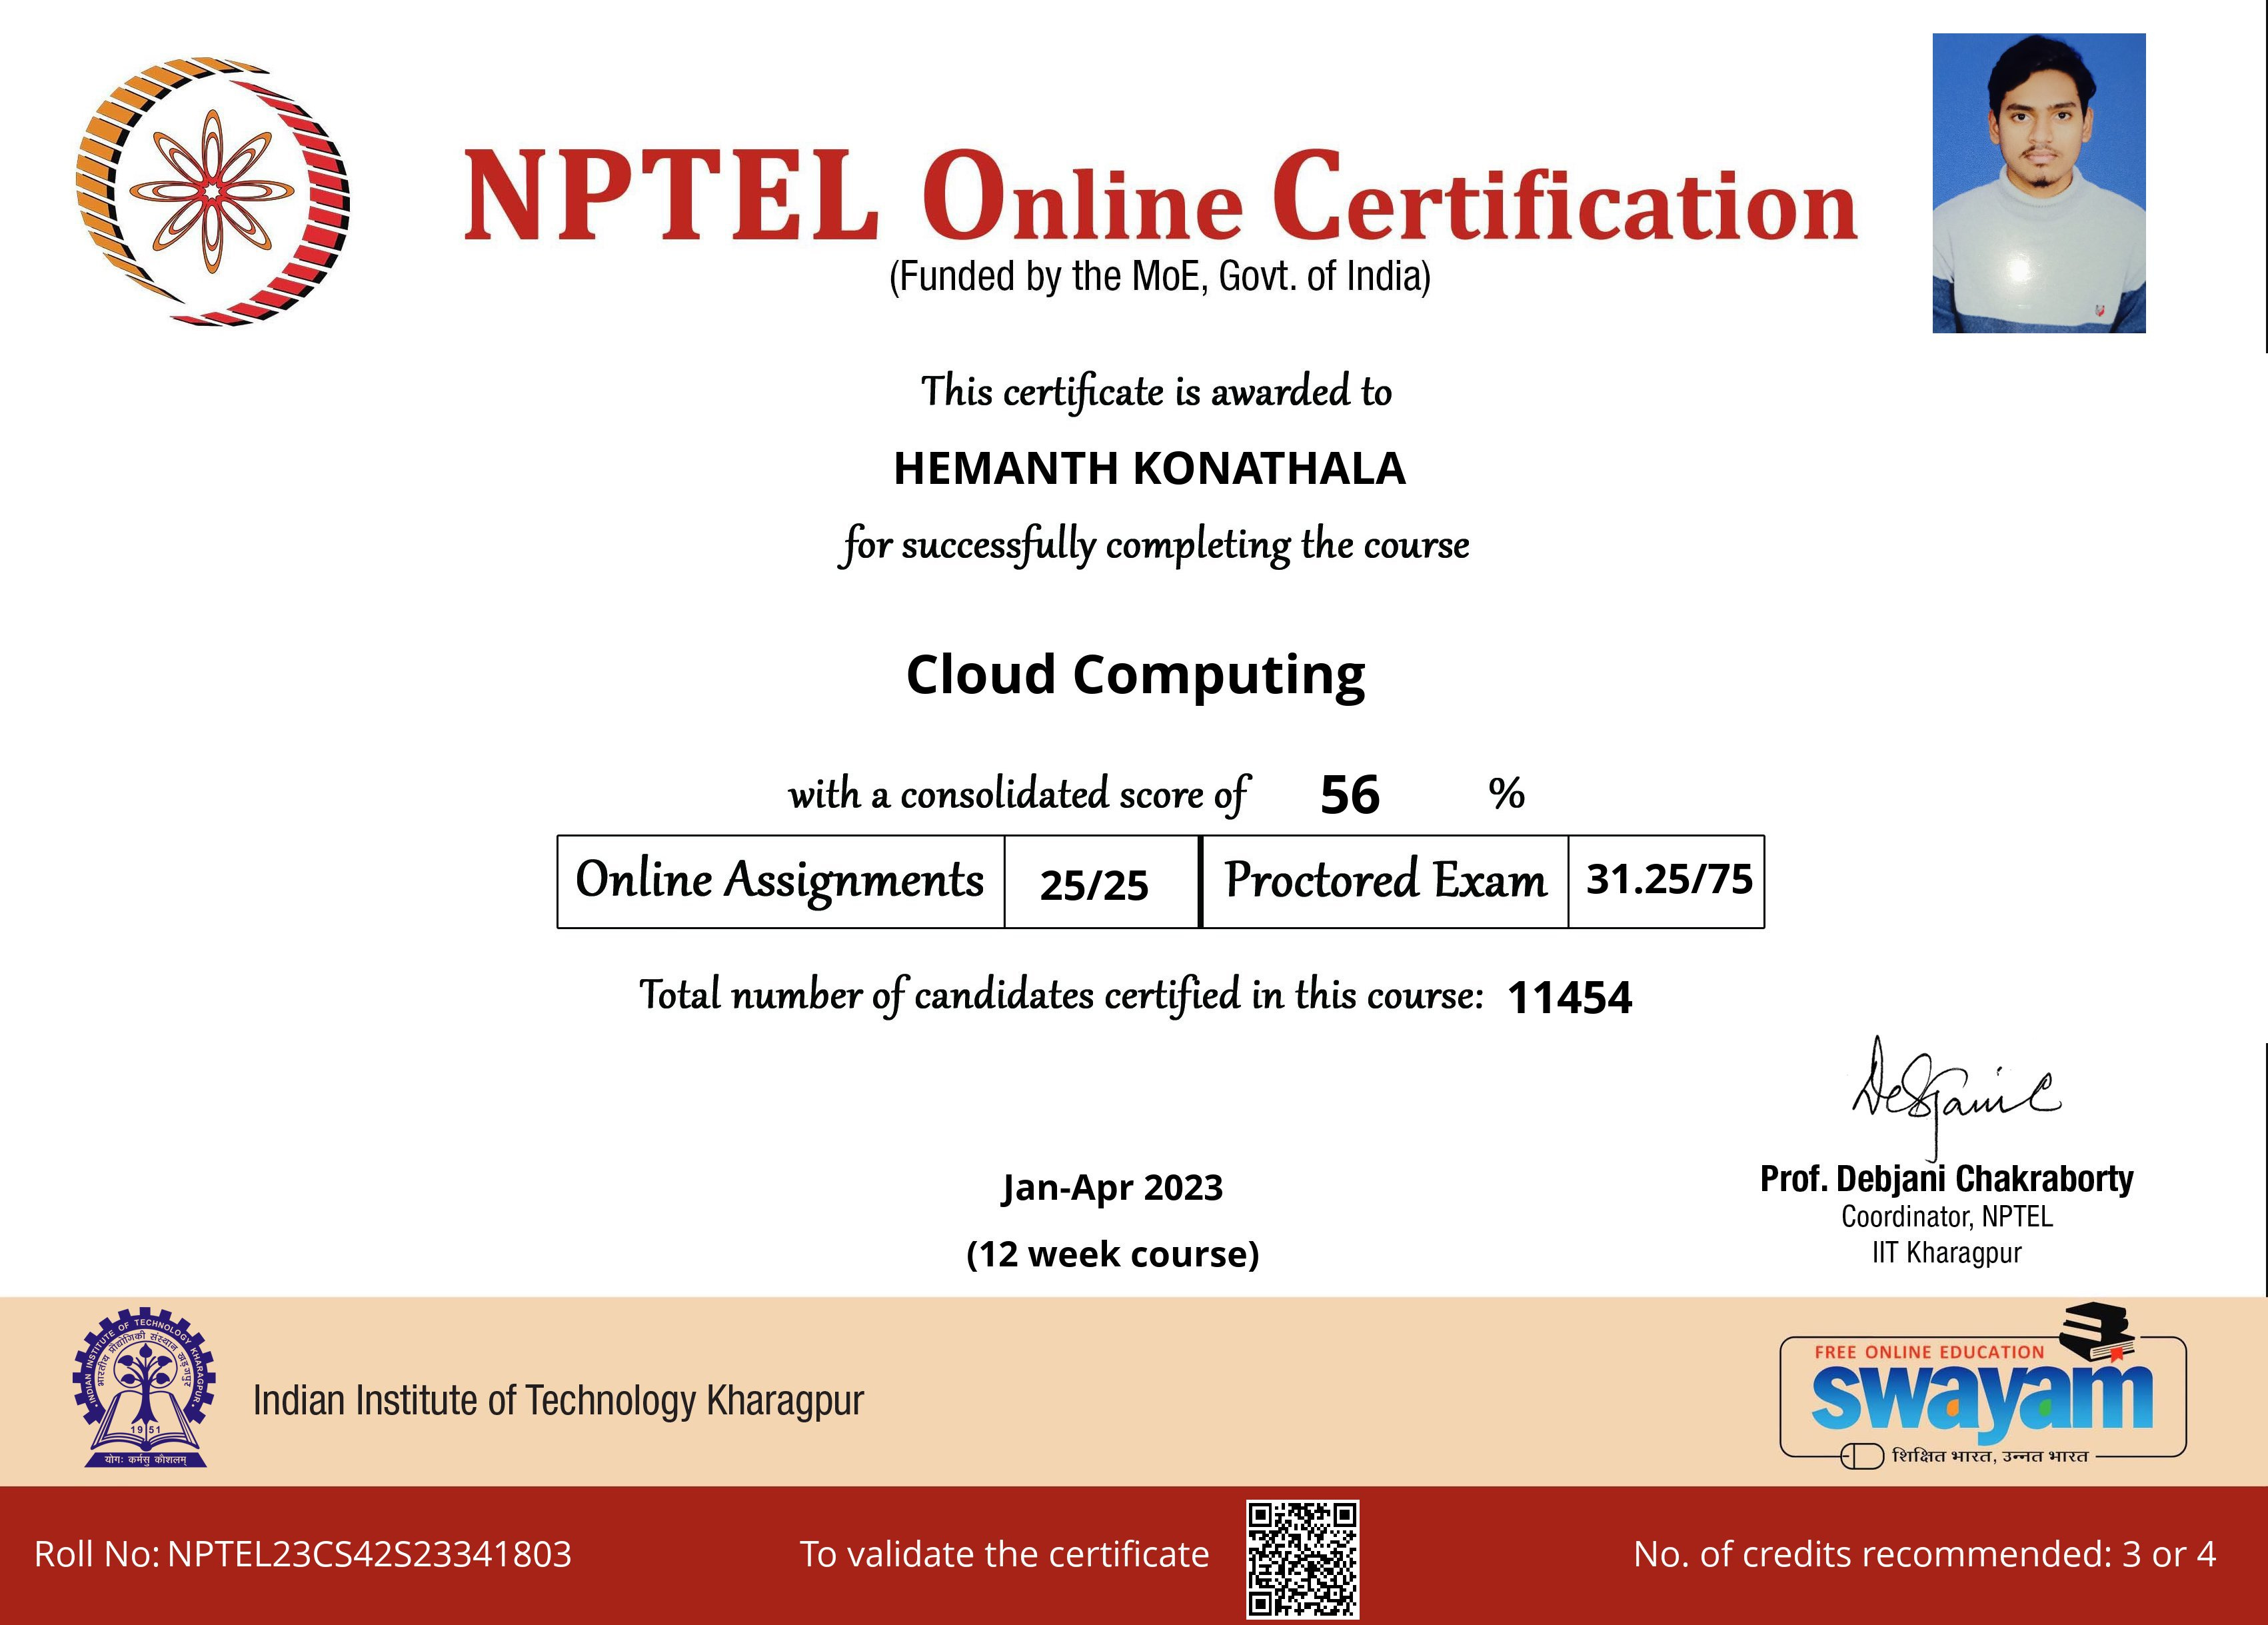 NPTEL Online Certification
(Funded by the MoE, Govt. of India)
This certificate is awarded to
HEMANTH KONATHALA
for successfully completing the course
Cloud Computing
with a consolidated score of 56 %
Online Assignments 25/25 Proctored Exam 31.25/75
Total number of candidates certified in this course: 11454
Debjani C
Jan-Apr 2023
(12 week course)
Prof. Debjani Chakraborty
Coordinator, NPTEL
IIT Kharagpur
INDIAN INSTITUTE OF TECHNOLOGY KHARAGPUR
भारतीय प्रौद्योगिकी संस्थान खड़गपुर
1951
योगः कर्मसु कौशलम्
Indian Institute of Technology Kharagpur
FREE ONLINE EDUCATION
swayam
शिक्षित भारत, उन्नत भारत
Roll No: NPTEL23CS42S23341803
To validate the certificate
No. of credits recommended: 3 or 4